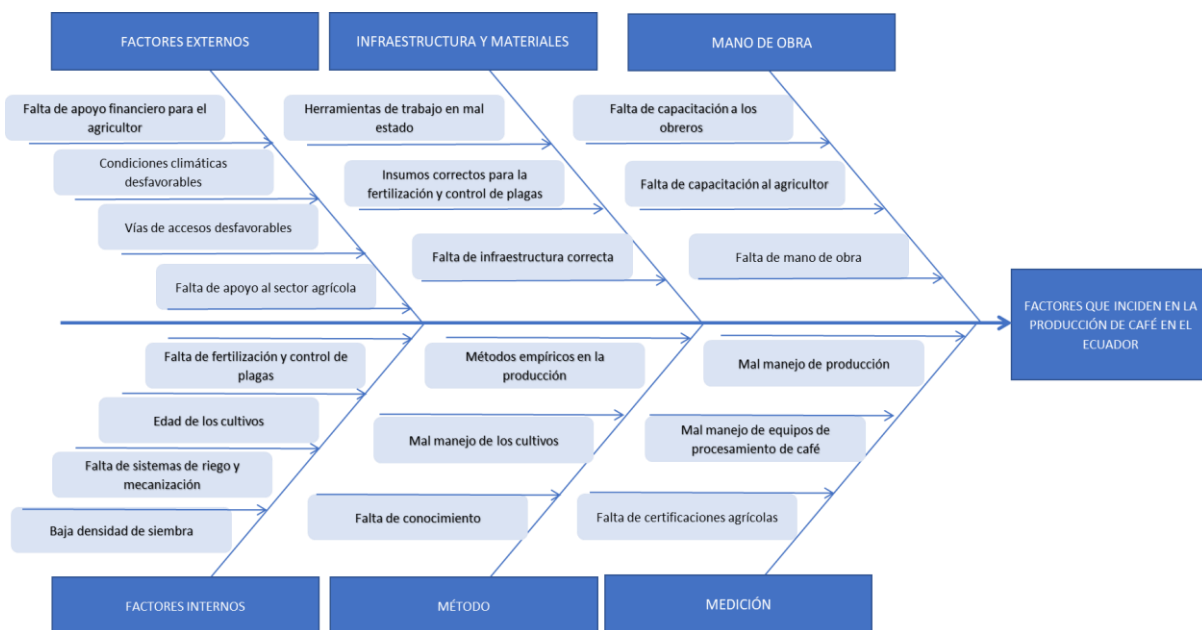 FACTORES EXTERNOS
INFRAESTRUCTURA Y MATERIALES
MANO DE OBRA
Falta de apoyo financiero para el
agricultor
Condiciones climáticas
desfavorables
Vías de accesos desfavorables
Falta de apoyo al sector agrícola
Herramientas de trabajo en mal
estado
Insumos correctos para la
fertilización y control de plagas
Falta de infraestructura correcta
Falta de capacitación a los
obreros
Falta de capacitación al agricultor
Falta de mano de obra
FACTORES QUE INCIDEN EN LA
PRODUCCIÓN DE CAFÉ EN EL
ECUADOR
Falta de fertilización y control de
plagas
Edad de los cultivos
Falta de sistemas de riego y
mecanización
Baja densidad de siembra
Métodos empíricos en la
producción
Mal manejo de los cultivos
Falta de conocimiento
Mal manejo de producción
Mal manejo de equipos de
procesamiento de café
Falta de certificaciones agrícolas
FACTORES INTERNOS
MÉTODO
MEDICIÓN